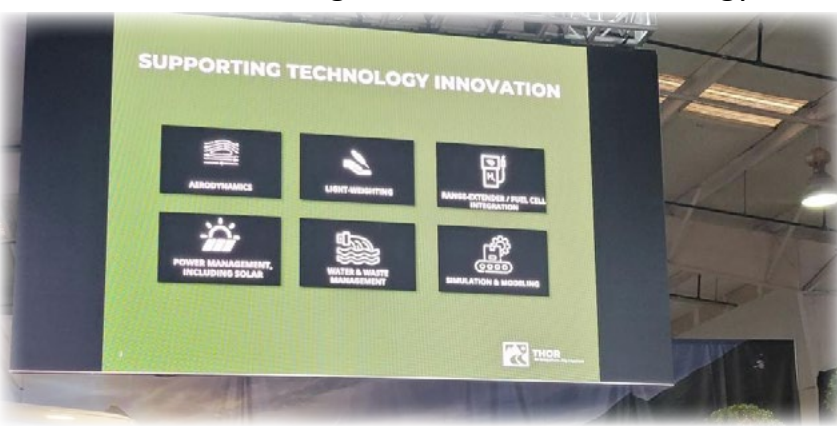 SUPPORTING TECHNOLOGY INNOVATION
AERODYNAMICS
LIGHT-WEIGHTING
H₂
RANGE-EXTENDER / FUEL CELL
INTEGRATION
POWER MANAGEMENT,
INCLUDING SOLAR
WATER & WASTE
MANAGEMENT
SIMULATION & MODELING
THOR